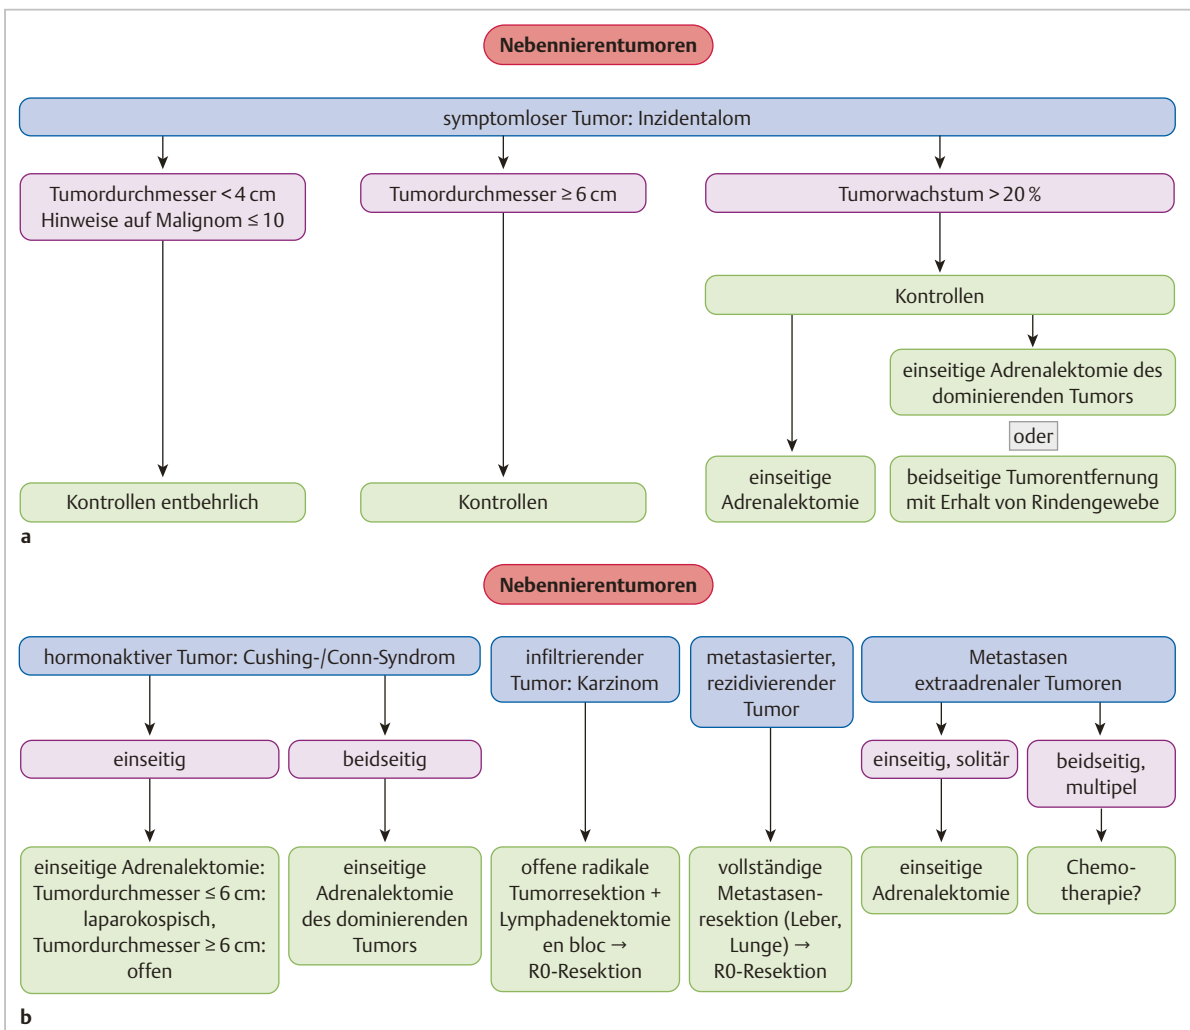 Nebennierentumoren
symptomloser Tumor: Inzidentalom
Tumordurchmesser < 4 cm
Hinweise auf Malignom ≤ 10
Tumordurchmesser ≥ 6 cm
Tumorwachstum > 20 %
Kontrollen
einseitige Adrenalektomie des
dominierenden Tumors
oder
Kontrollen entbehrlich
Kontrollen
einseitige
Adrenalektomie
beidseitige Tumorentfernung
mit Erhalt von Rindengewebe
a
Nebennierentumoren
hormonaktiver Tumor: Cushing-/Conn-Syndrom
infiltrierender
Tumor: Karzinom
metastasierter,
rezidivierender
Tumor
Metastasen
extraadrenaler Tumoren
einseitig
beidseitig
einseitig, solitär
beidseitig,
multipel
einseitige Adrenalektomie:
Tumordurchmesser ≤ 6 cm:
laparokospisch,
Tumordurchmesser ≥ 6 cm:
offen
einseitige
Adrenalektomie
des dominierenden
Tumors
offene radikale
Tumorresektion +
Lymphadenektomie
en bloc →
R0-Resektion
vollständige
Metastasen-
resektion (Leber,
Lunge) →
R0-Resektion
einseitige
Adrenalektomie
Chemo-
therapie?
b